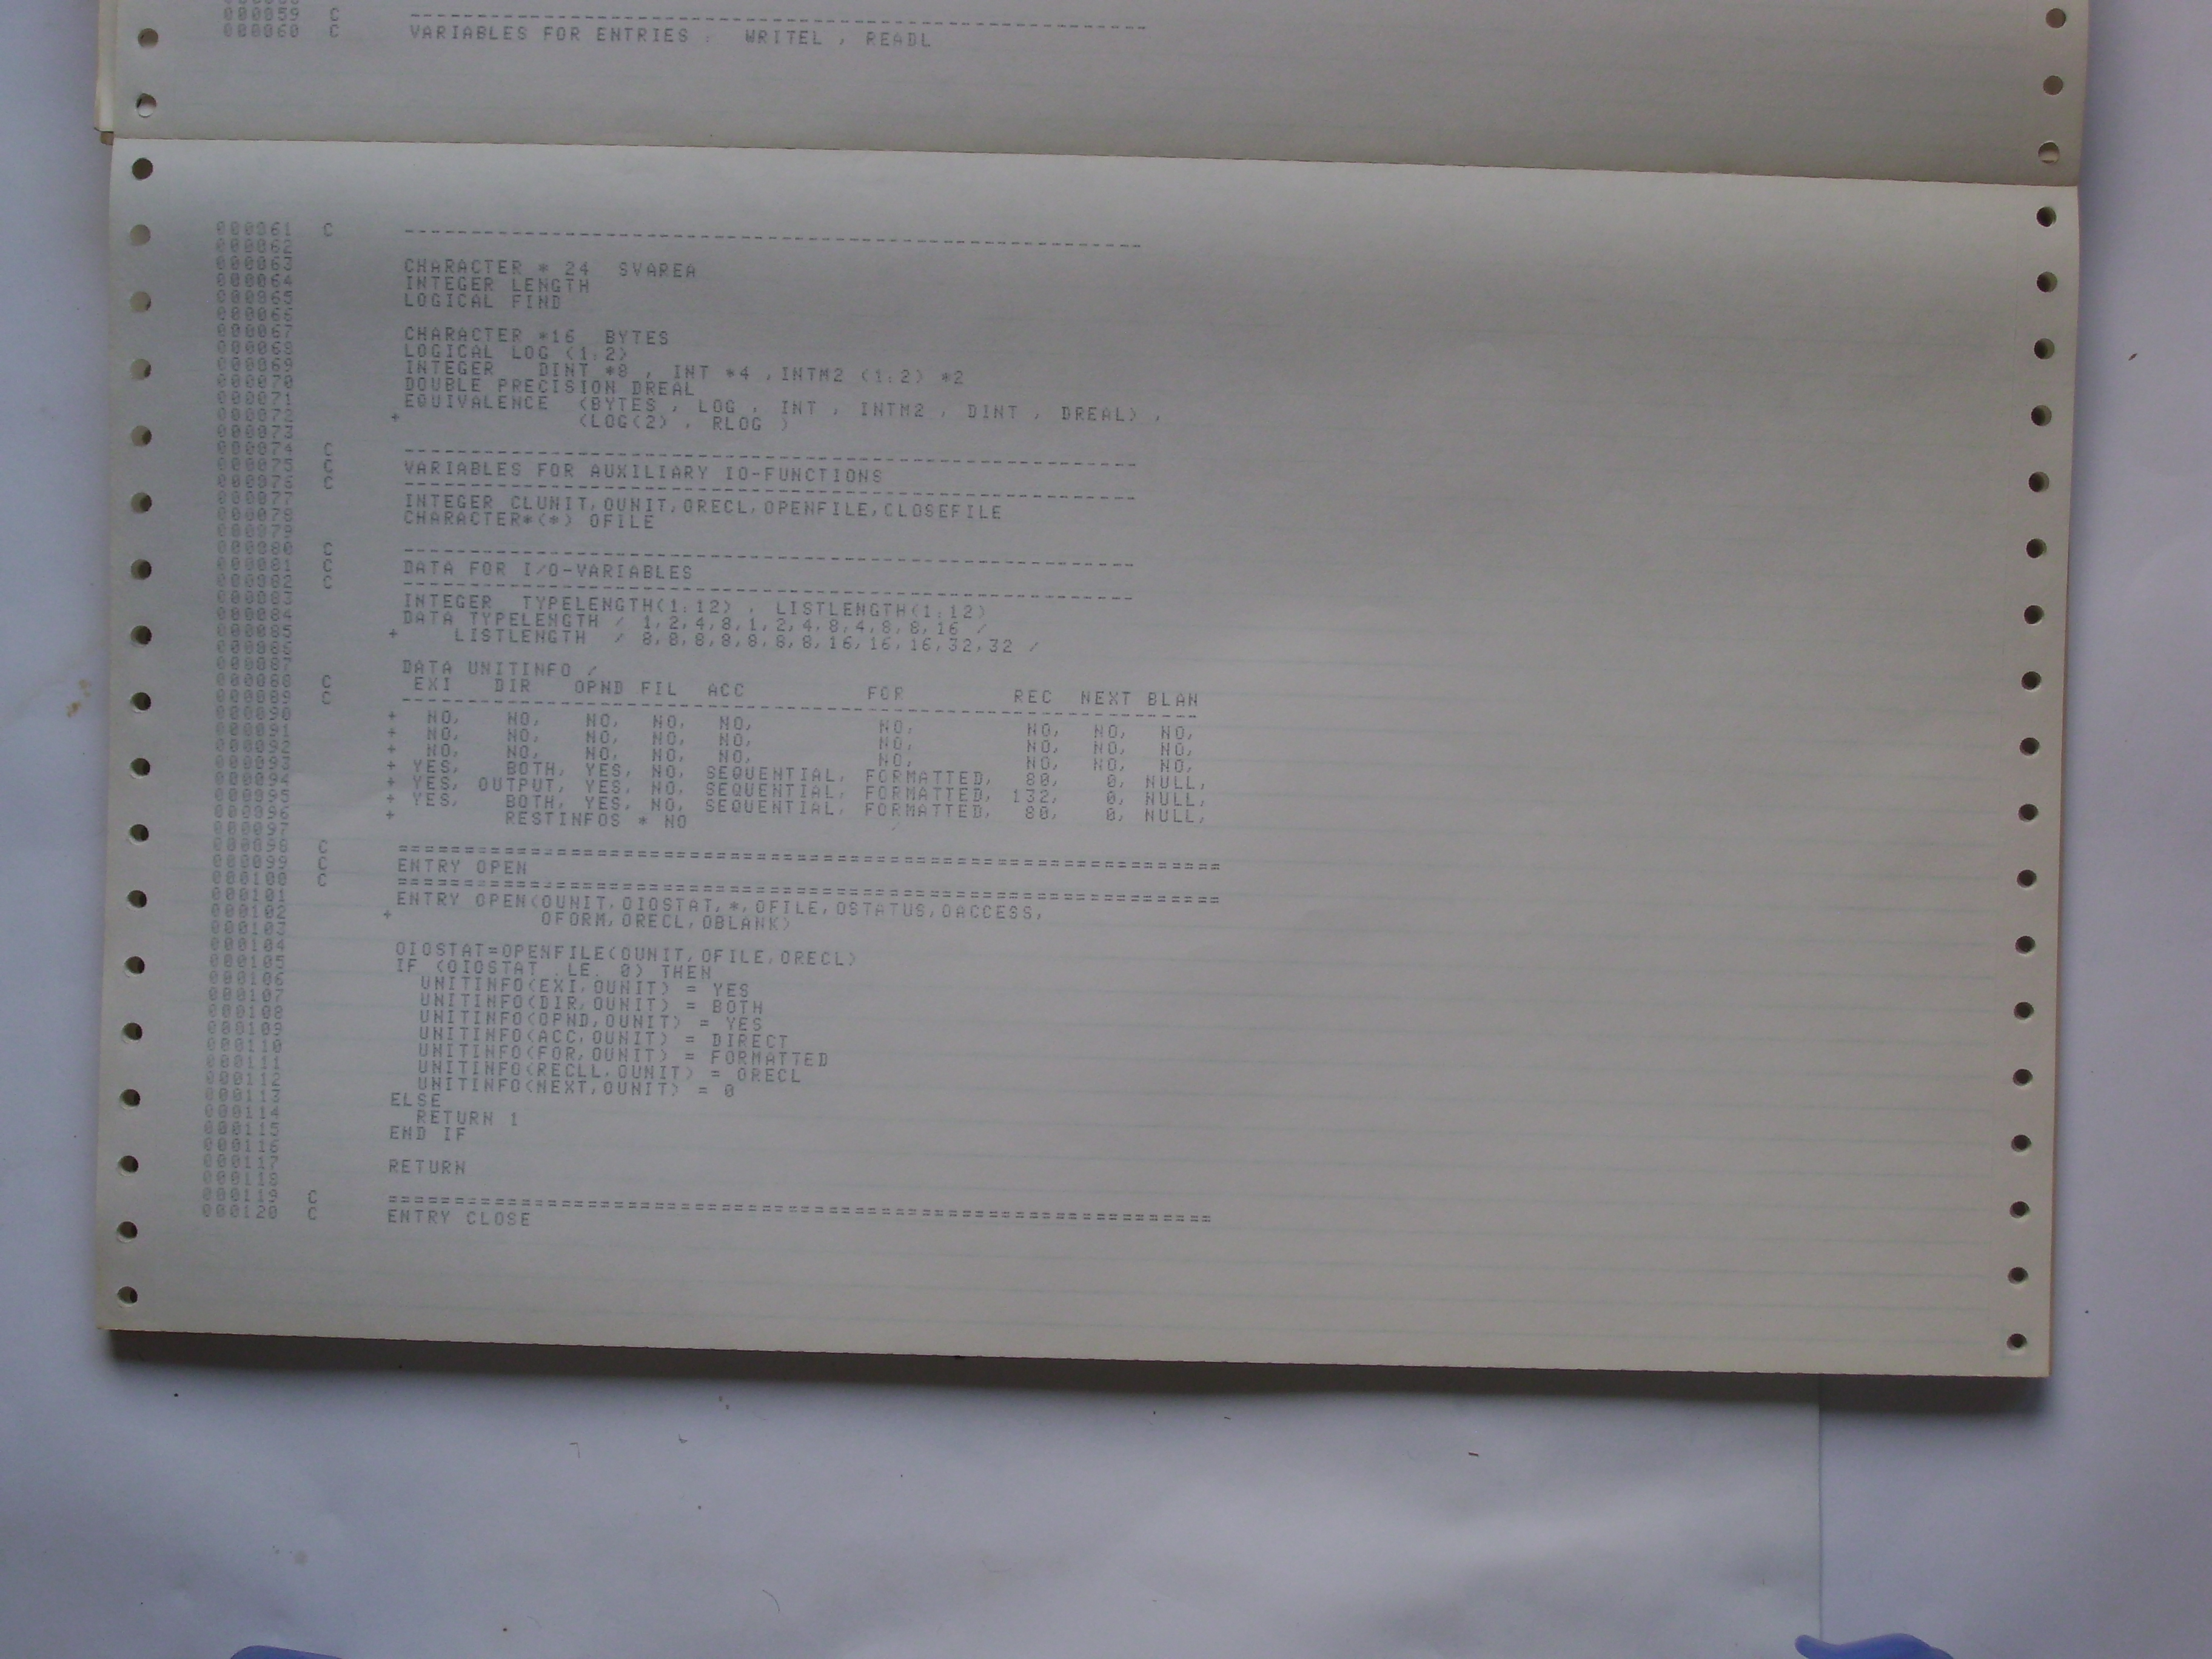 000059 C ------------------------------------------------------
000060 C VARIABLES FOR ENTRIES : WRITEL , READL
000061 C ------------------------------------------------------
000062
000063 CHARACTER * 24 SVAREA
000064 INTEGER LENGTH
000065 LOGICAL FIND
000066
000067 CHARACTER *16 BYTES
000068 LOGICAL LOG (1:2)
000069 INTEGER DINT *8 , INT *4 ,INTM2 (1:2) *2
000070 DOUBLE PRECISION DREAL
000071 EQUIVALENCE (BYTES , LOG , INT , INTM2 , DINT , DREAL) ,
000072 + (LOG(2) , RLOG )
000073
000074 C ------------------------------------------------------
000075 C VARIABLES FOR AUXILIARY IO-FUNCTIONS
000076 C ------------------------------------------------------
000077 INTEGER CLUNIT,OUNIT,ORECL,OPENFILE,CLOSEFILE
000078 CHARACTER*(*) OFILE
000079
000080 C ------------------------------------------------------
000081 C DATA FOR I/O-VARIABLES
000082 C ------------------------------------------------------
000083 INTEGER TYPELENGTH(1:12) , LISTLENGTH(1:12)
000084 DATA TYPELENGTH / 1,2,4,8,1,2,4,8,4,8,8,16 /
000085 + LISTLENGTH / 8,8,8,8,8,8,8,16,16,16,32,32 /
000086
000087 DATA UNITINFO /
000088 C EXI DIR OPND FIL ACC FOR REC NEXT BLAN
000089 C ----------------------------------------------------------
000090 + NO, NO, NO, NO, NO, NO, NO, NO, NO,
000091 + NO, NO, NO, NO, NO, NO, NO, NO, NO,
000092 + NO, NO, NO, NO, NO, NO, NO, NO, NO,
000093 + YES, BOTH, YES, NO, SEQUENTIAL, FORMATTED, 80, 0, NULL,
000094 + YES, OUTPUT, YES, NO, SEQUENTIAL, FORMATTED, 132, 0, NULL,
000095 + YES, BOTH, YES, NO, SEQUENTIAL, FORMATTED, 80, 0, NULL,
000096 + RESTINFOS * NO
000097
000098 C ==============================================================
000099 C ENTRY OPEN
000100 C ==============================================================
000101 ENTRY OPEN(OUNIT,OIOSTAT,*,OFILE,OSTATUS,OACCESS,
000102 + OFORM,ORECL,OBLANK)
000103
000104 OIOSTAT=OPENFILE(OUNIT,OFILE,ORECL)
000105 IF (OIOSTAT .LE. 0) THEN
000106 UNITINFO(EXI,OUNIT) = YES
000107 UNITINFO(DIR,OUNIT) = BOTH
000108 UNITINFO(OPND,OUNIT) = YES
000109 UNITINFO(ACC,OUNIT) = DIRECT
000110 UNITINFO(FOR,OUNIT) = FORMATTED
000111 UNITINFO(RECLL,OUNIT) = ORECL
000112 UNITINFO(NEXT,OUNIT) = 0
000113 ELSE
000114 RETURN 1
000115 END IF
000116
000117 RETURN
000118
000119 C ==============================================================
000120 C ENTRY CLOSE